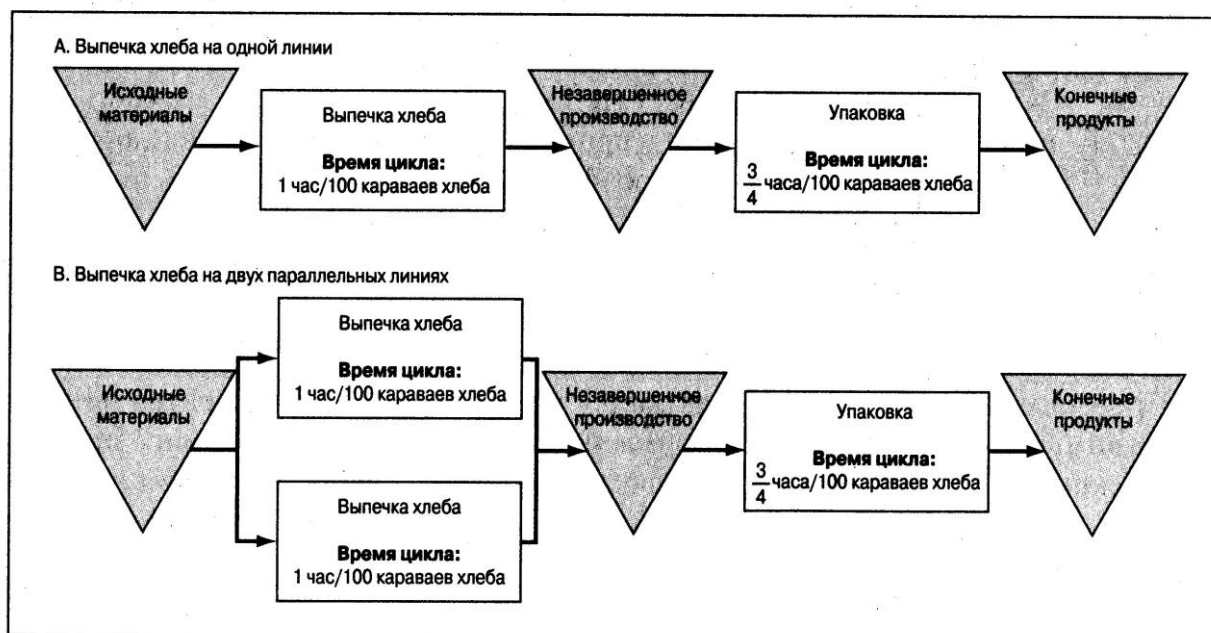 А. Выпечка хлеба на одной линии
Исходные
материалы
Выпечка хлеба
Время цикла:
1 час/100 караваев хлеба
Незавершенное
производство
Упаковка
Время цикла:
3/4 часа/100 караваев хлеба
Конечные
продукты
В. Выпечка хлеба на двух параллельных линиях
Исходные
материалы
Выпечка хлеба
Время цикла:
1 час/100 караваев хлеба
Выпечка хлеба
Время цикла:
1 час/100 караваев хлеба
Незавершенное
производство
Упаковка
Время цикла:
3/4 часа/100 караваев хлеба
Конечные
продукты